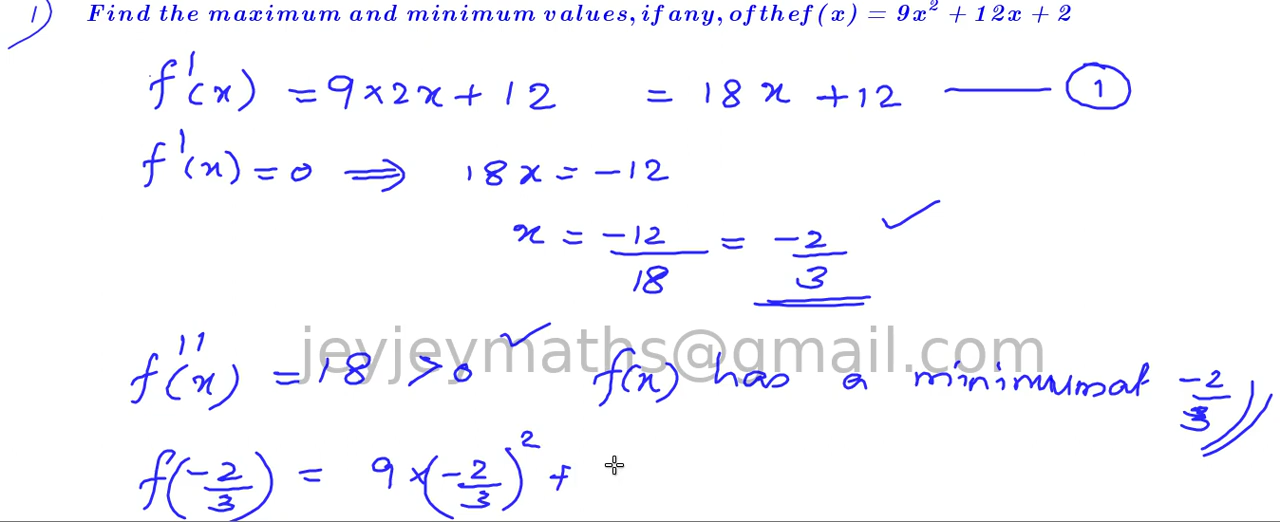 1) Find the maximum and minimum values, if any, ofthef(x) = 9x² + 12x + 2
f'(x) = 9×2x + 12 = 18x + 12 —— ①
f'(x) = 0 ⟹ 18x = -12
x = -12/18 = -2/3 ✓
jeyjeymaths@gmail.com
f''(x) = 18 > 0 ✓ f(x) has a minimum at -2/3 //
f(-2/3) = 9×(-2/3)² +